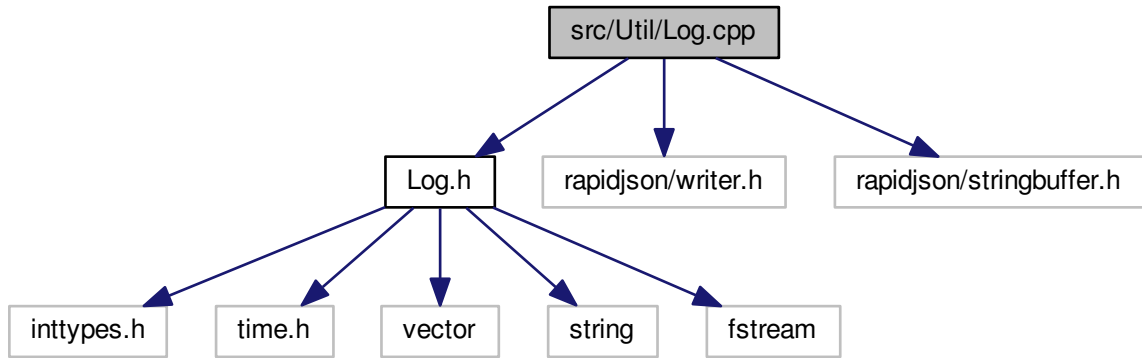 src/Util/Log.cpp
Log.h
rapidjson/writer.h
rapidjson/stringbuffer.h
inttypes.h
time.h
vector
string
fstream